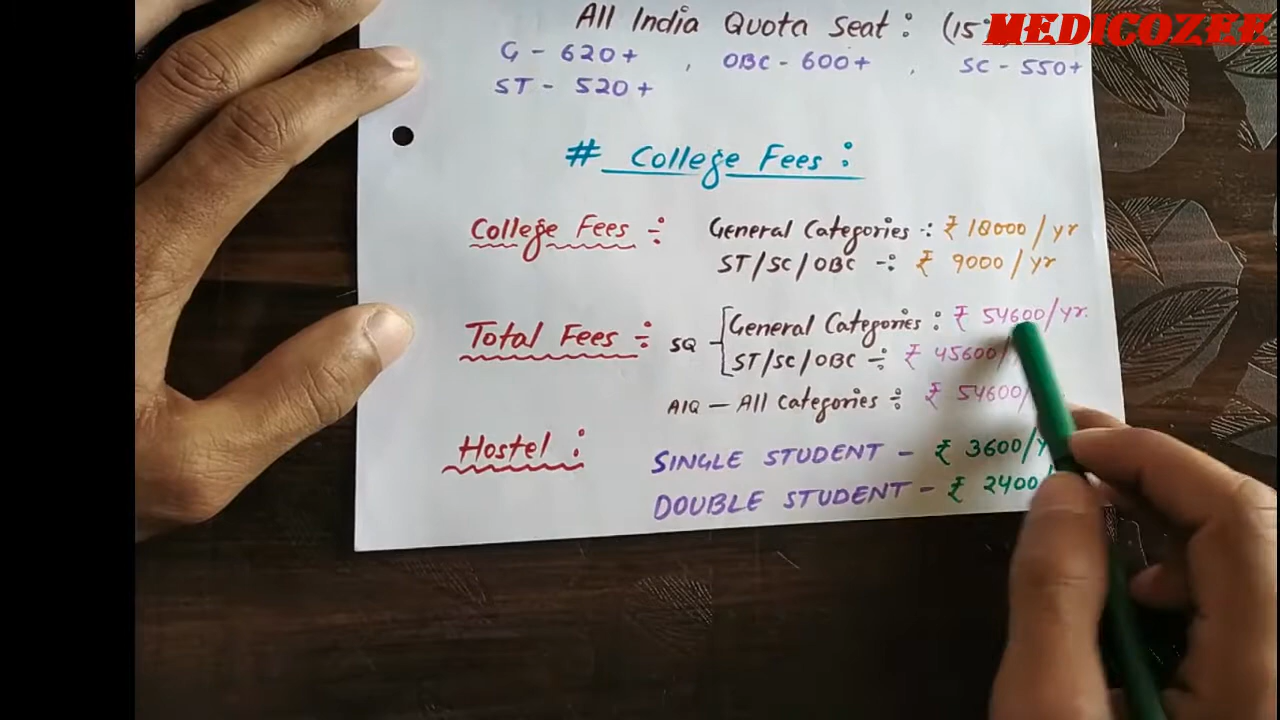 All India Quota Seat : (15
MEDICOZEE
G - 620+ , OBC - 600+ , SC - 550+
ST - 520+
# College Fees :
College Fees ÷ General Categories -: ₹ 18000/yr
ST/SC/OBC -: ₹ 9000/yr
Total Fees ÷ SQ General Categories : ₹ 54600/yr.
ST/SC/OBC ÷ ₹ 45600/
AIQ — All Categories ÷ ₹ 54600/
Hostel : SINGLE STUDENT - ₹ 3600/y
DOUBLE STUDENT - ₹ 2400/